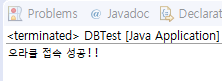 Problems @ Javadoc Declarat
<terminated> DBTest [Java Application]
오라클 접속 성공!!